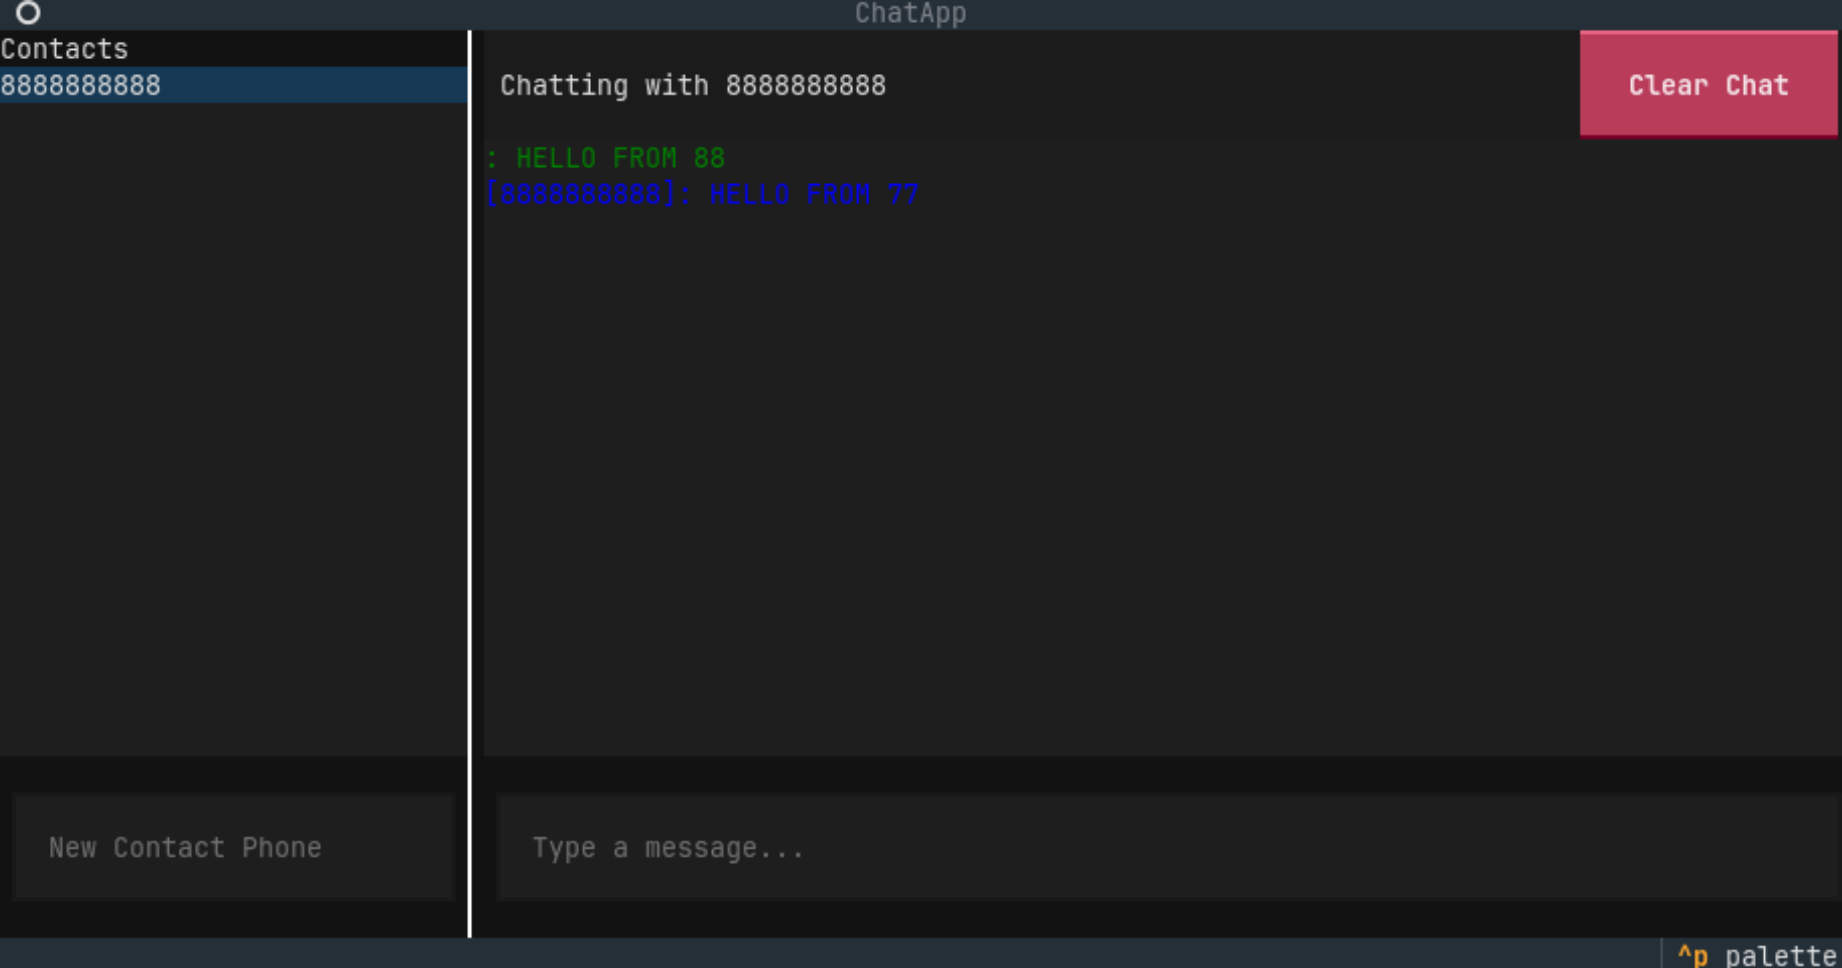 ChatApp
Contacts
8888888888
Chatting with 8888888888
Clear Chat
: HELLO FROM 88
[8888888888]: HELLO FROM 77
New Contact Phone
Type a message...
^p palette